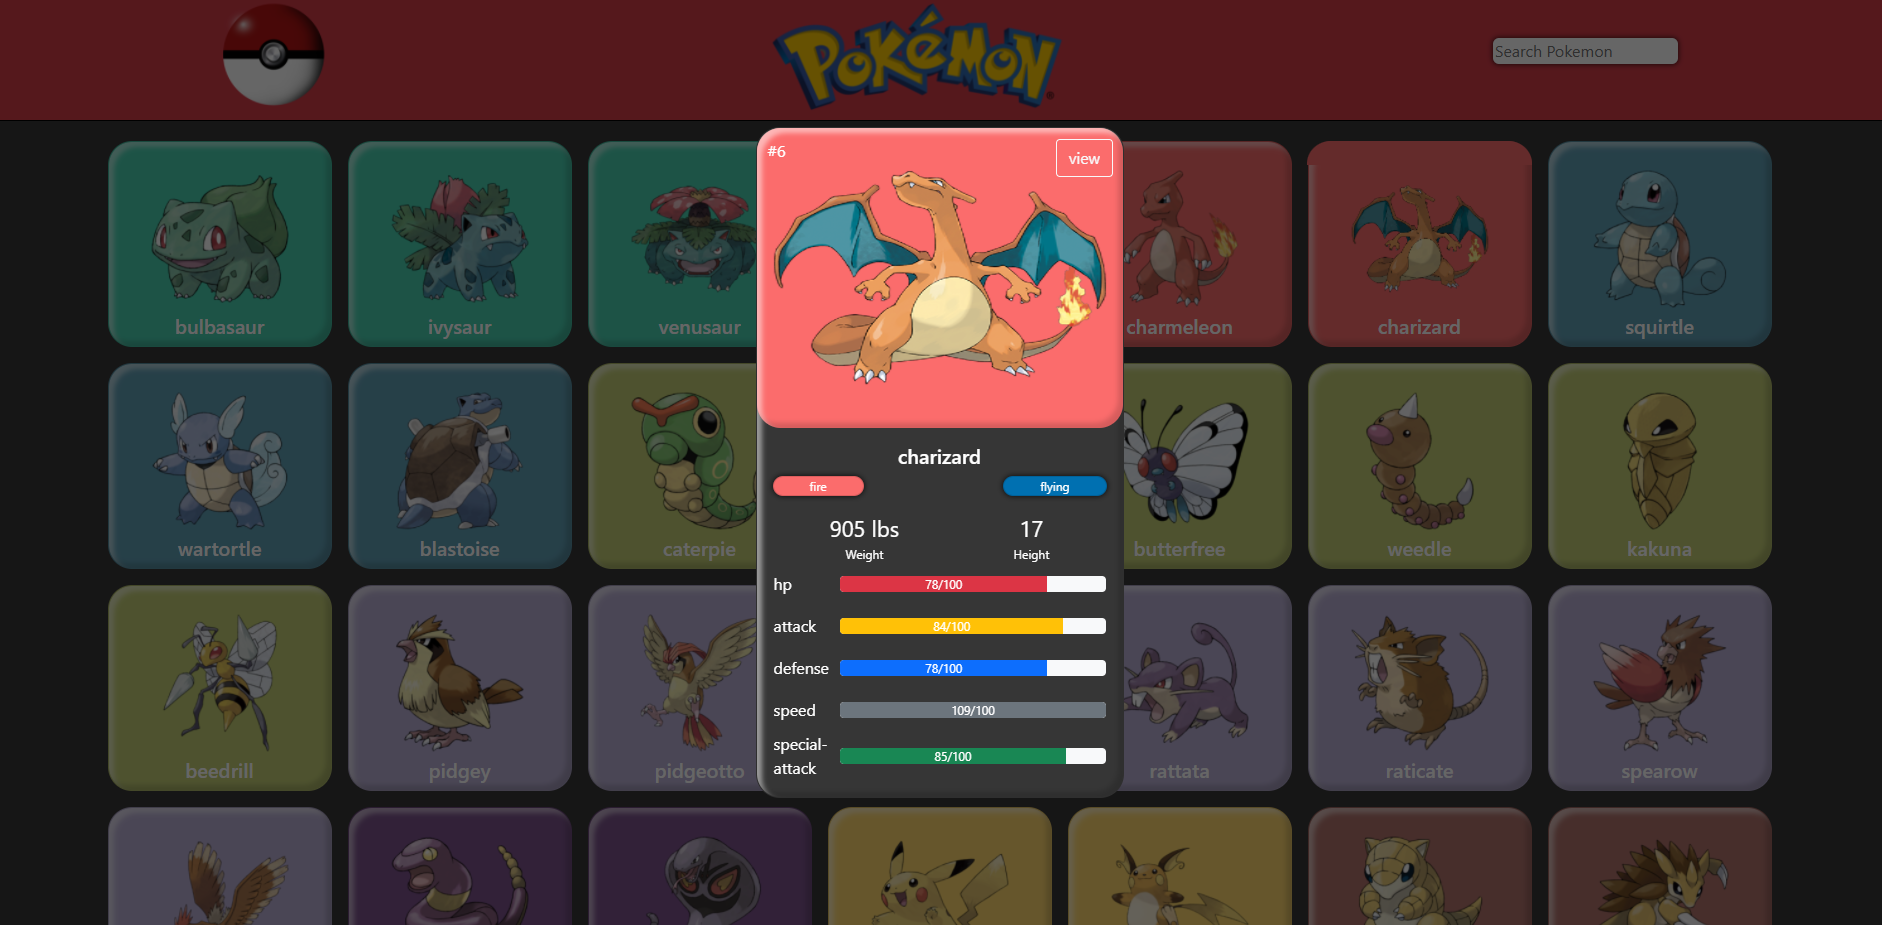 POKéMON
Search Pokemon
bulbasaur
ivysaur
venusaur
charmeleon
charizard
squirtle
#6
view
charizard
fire
flying
905 lbs
17
Weight
Height
hp
78/100
attack
84/100
defense
78/100
speed
109/100
special-
attack
85/100
wartortle
blastoise
caterpie
butterfree
weedle
kakuna
beedrill
pidgey
pidgeotto
rattata
raticate
spearow